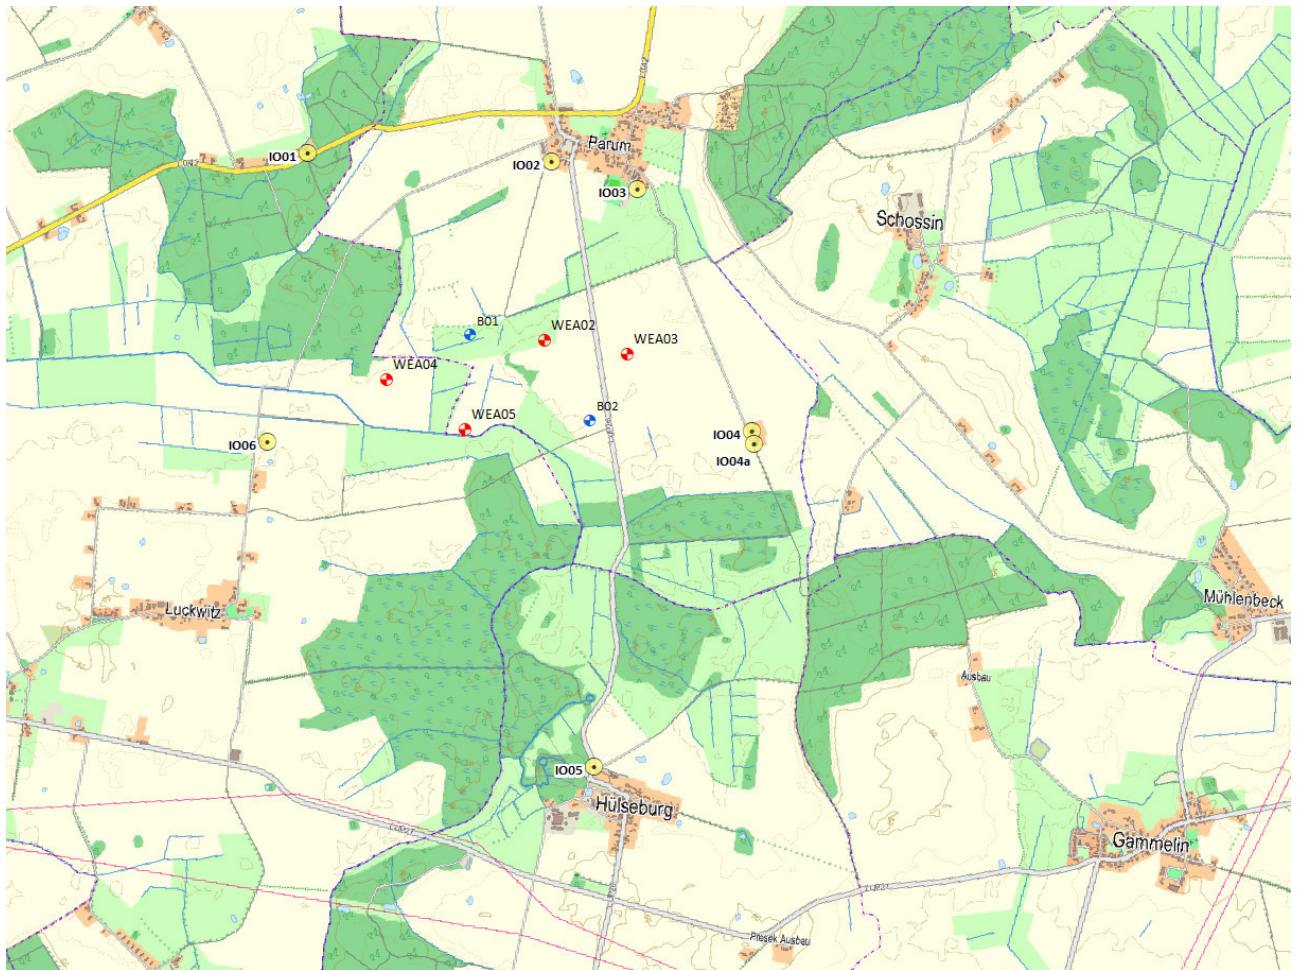 Parum
IO01
IO02
IO03
Schossin
B01
WEA02
WEA03
WEA04
WEA05
B02
IO04
IO04a
IO06
Luckwitz
Mühlenbeck
Ausbau
IO05
Hülseburg
Gammelin
Presek Ausbau